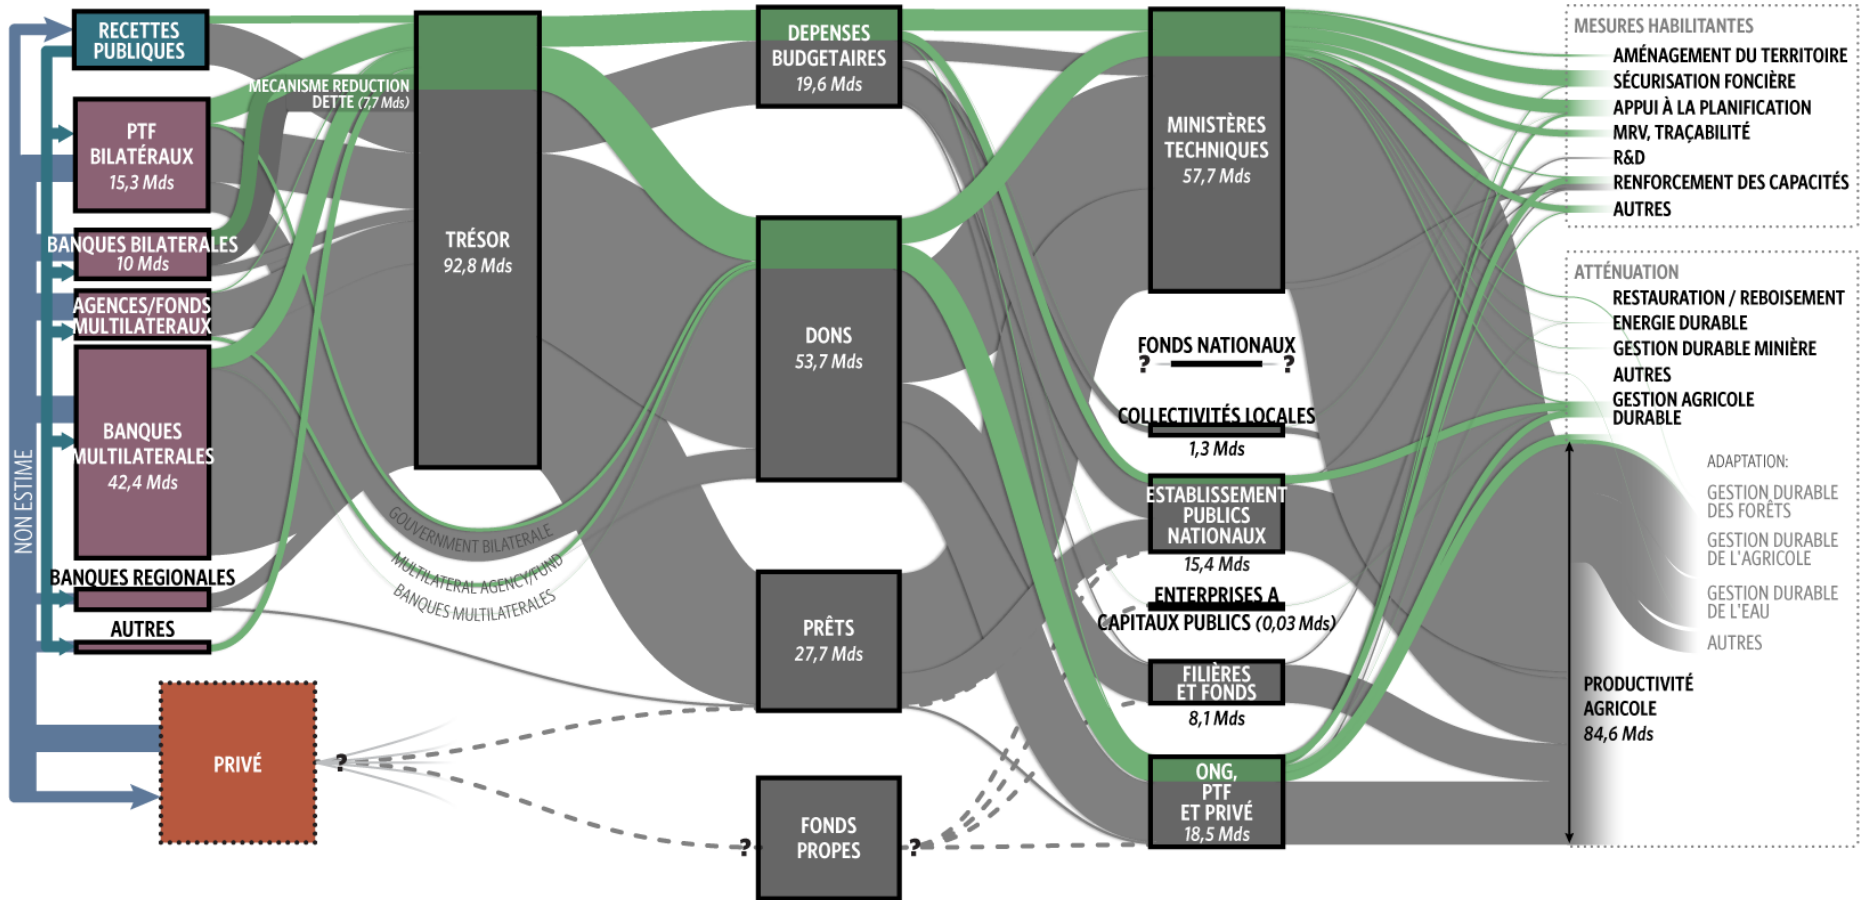 RECETTES
PUBLIQUES
PTF
BILATÉRAUX
15,3 Mds
BANQUES BILATERALES
10 Mds
AGENCES/FONDS
MULTILATERAUX
BANQUES
MULTILATERALES
42,4 Mds
BANQUES REGIONALES
AUTRES
NON ESTIME
PRIVÉ
?
MECANISME REDUCTION
DETTE (7,7 Mds)
TRÉSOR
92,8 Mds
GOUVERNMENT BILATERALE
MULTILATERAL AGENCY/FUND
BANQUES MULTILATERALES
DEPENSES
BUDGETAIRES
19,6 Mds
DONS
53,7 Mds
PRÊTS
27,7 Mds
?
FONDS
PROPES
?
MINISTÈRES
TECHNIQUES
57,7 Mds
FONDS NATIONAUX
? ?
COLLECTIVITÉS LOCALES
1,3 Mds
ESTABLISSEMENT
PUBLICS
NATIONAUX
15,4 Mds
ENTERPRISES A
CAPITAUX PUBLICS (0,03 Mds)
FILIÈRES
ET FONDS
8,1 Mds
ONG,
PTF
ET PRIVÉ
18,5 Mds
MESURES HABILITANTES
AMÉNAGEMENT DU TERRITOIRE
SÉCURISATION FONCIÈRE
APPUI À LA PLANIFICATION
MRV, TRAÇABILITÉ
R&D
RENFORCEMENT DES CAPACITÉS
AUTRES
ATTÉNUATION
RESTAURATION / REBOISEMENT
ENERGIE DURABLE
GESTION DURABLE MINIÈRE
AUTRES
GESTION AGRICOLE
DURABLE
ADAPTATION:
GESTION DURABLE
DES FORÊTS
GESTION DURABLE
DE L'AGRICOLE
GESTION DURABLE
DE L'EAU
AUTRES
PRODUCTIVITÉ
AGRICOLE
84,6 Mds